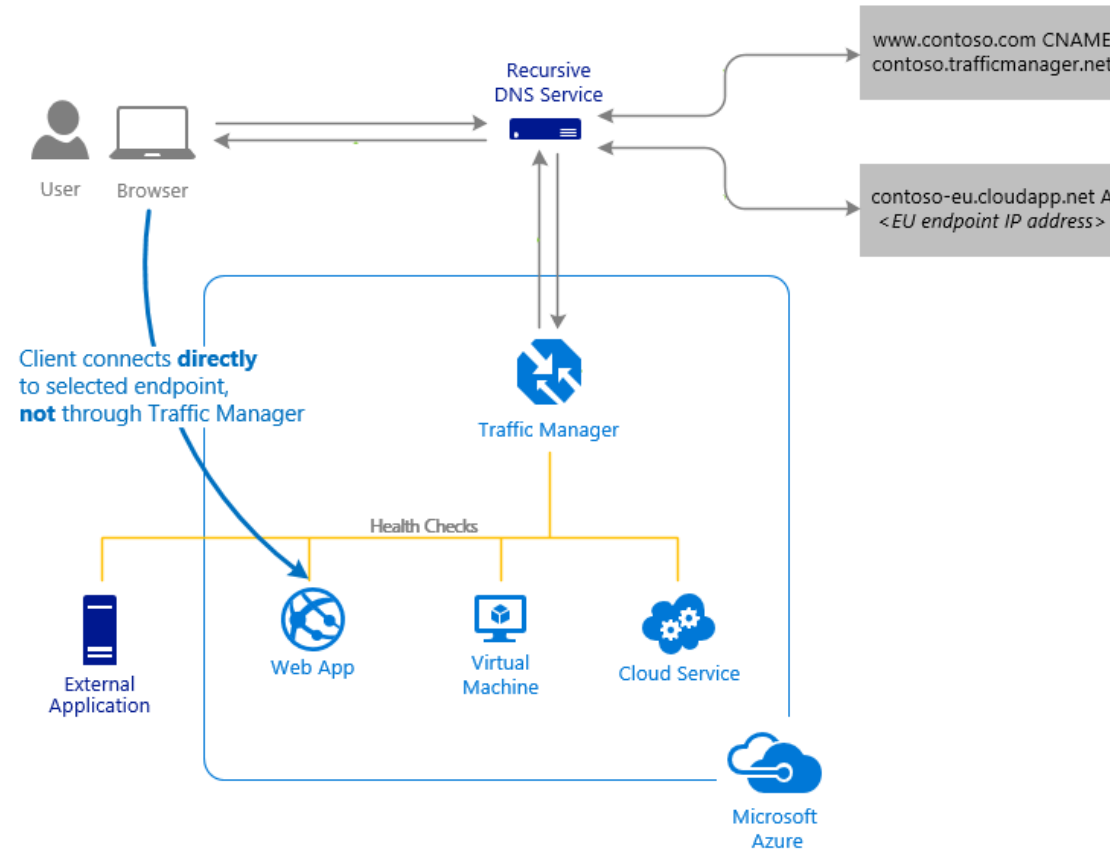 www.contoso.com CNAME
contoso.trafficmanager.net
Recursive
DNS Service
User
Browser
contoso-eu.cloudapp.net A
<EU endpoint IP address>
Client connects directly
to selected endpoint,
not through Traffic Manager
Traffic Manager
Health Checks
External
Application
Web App
Virtual
Machine
Cloud Service
Microsoft
Azure